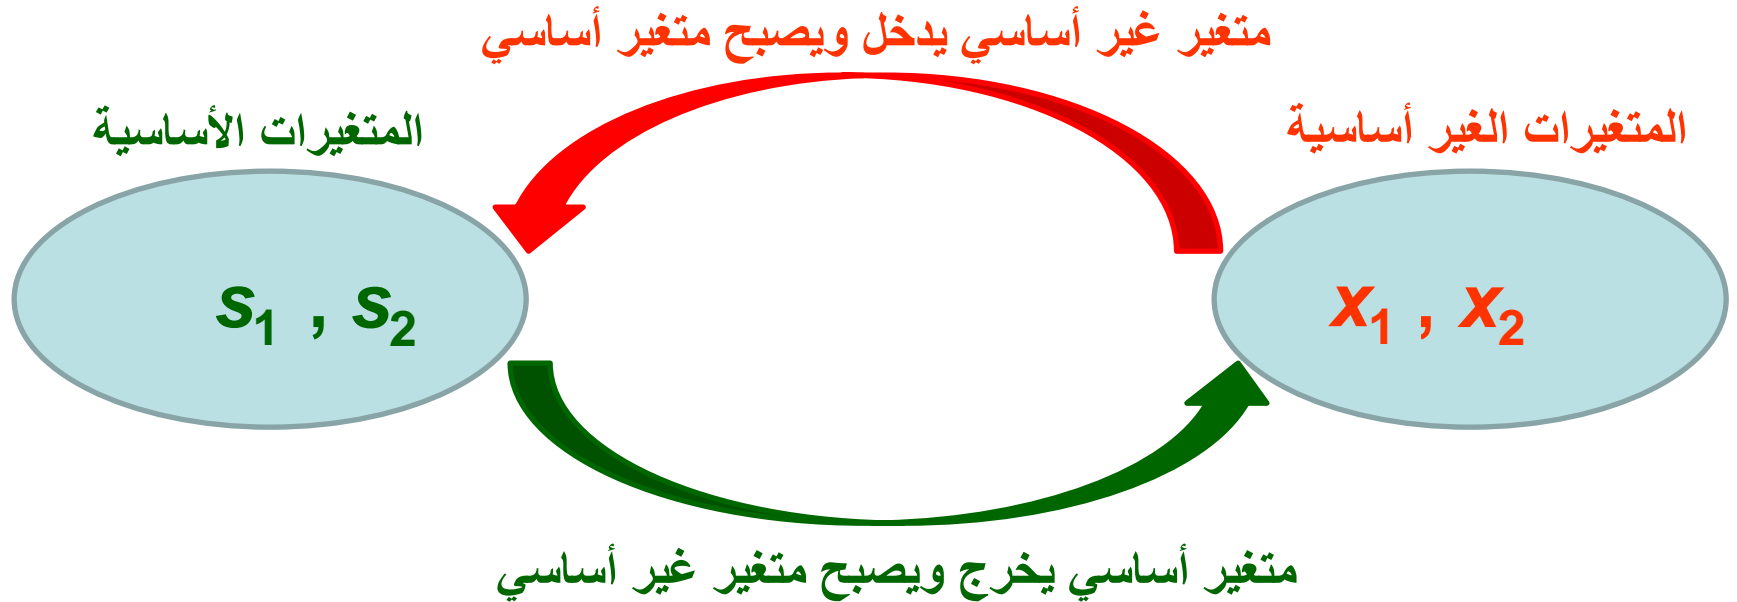 متغير غير أساسي يدخل ويصبح متغير أساسي
المتغيرات الغير أساسية
المتغيرات الأساسية
x₁ , x₂
s₁ , s₂
متغير أساسي يخرج ويصبح متغير غير أساسي